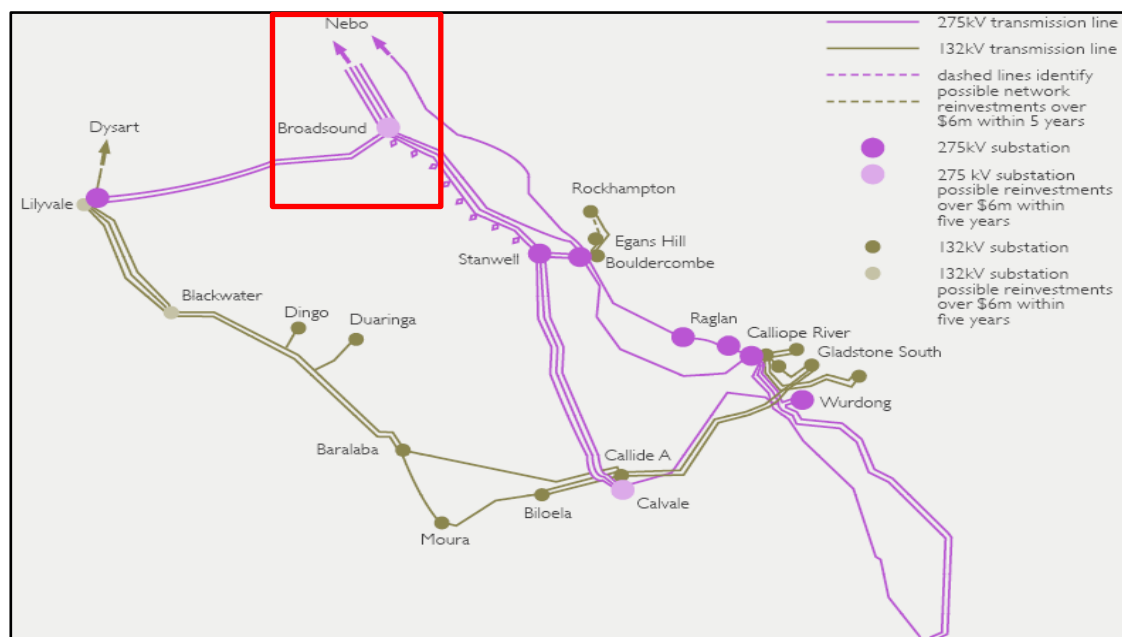 Nebo
Broadsound
Dysart
Lilyvale
Blackwater
Dingo
Duaringa
Baralaba
Moura
Biloela
Callide A
Calvale
Stanwell
Rockhampton
Egans Hill
Bouldercombe
Raglan
Calliope River
Gladstone South
Wurdong
275kV transmission line
132kV transmission line
dashed lines identify
possible network
reinvestments over
$6m within 5 years
275kV substation
275 kV substation
possible reinvestments
over $6m within
five years
132kV substation
132kV substation
possible reinvestments
over $6m within
five years